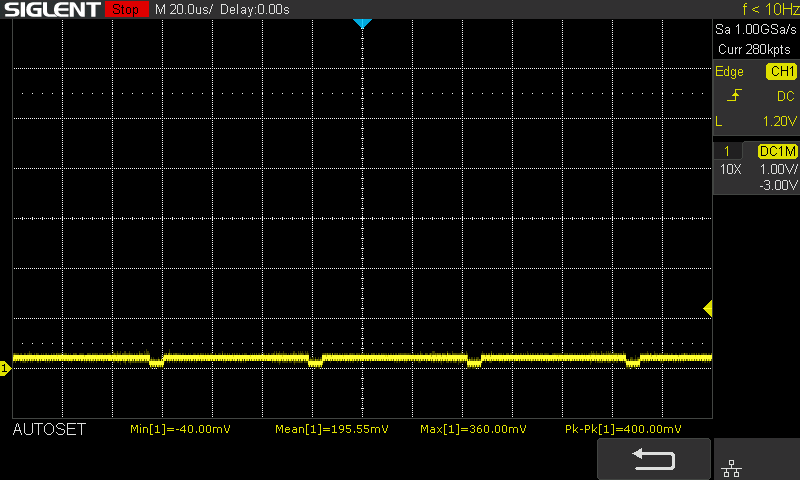 SIGLENT Stop M 20.0us/ Delay:0.00s f < 10Hz
Sa 1.00GSa/s
Curr 280kpts
Edge CH1
DC
L 1.20V
1 DC1M
10X 1.00V/
-3.00V
1
AUTOSET Min[1]=-40.00mV Mean[1]=195.55mV Max[1]=360.00mV Pk-Pk[1]=400.00mV